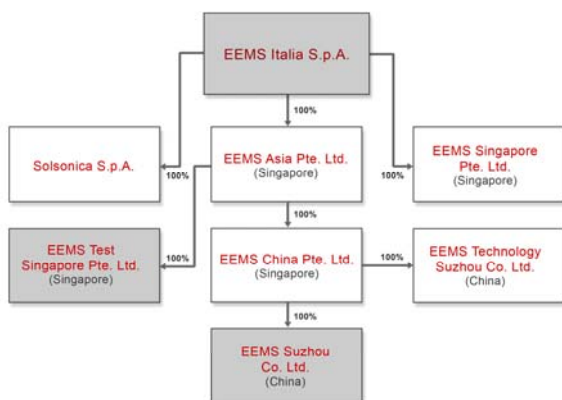 EEMS Italia S.p.A.
100%
Solsonica S.p.A.
100%
EEMS Asia Pte. Ltd.
(Singapore)
100%
EEMS Singapore
Pte. Ltd.
(Singapore)
100%
EEMS Test
Singapore Pte. Ltd.
(Singapore)
100%
EEMS China Pte. Ltd.
(Singapore)
100%
EEMS Technology
Suzhou Co. Ltd.
(China)
100%
EEMS Suzhou
Co. Ltd.
(China)